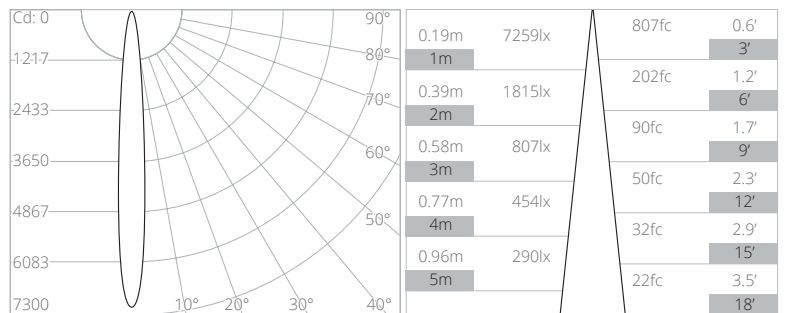 Cd: 0
1217
2433
3650
4867
6083
7300
90°
80°
70°
60°
50°
10°
20°
30°
40°
0.19m 7259lx
1m
0.39m 1815lx
2m
0.58m 807lx
3m
0.77m 454lx
4m
0.96m 290lx
5m
807fc 0.6'
3'
202fc 1.2'
6'
90fc 1.7'
9'
50fc 2.3'
12'
32fc 2.9'
15'
22fc 3.5'
18'